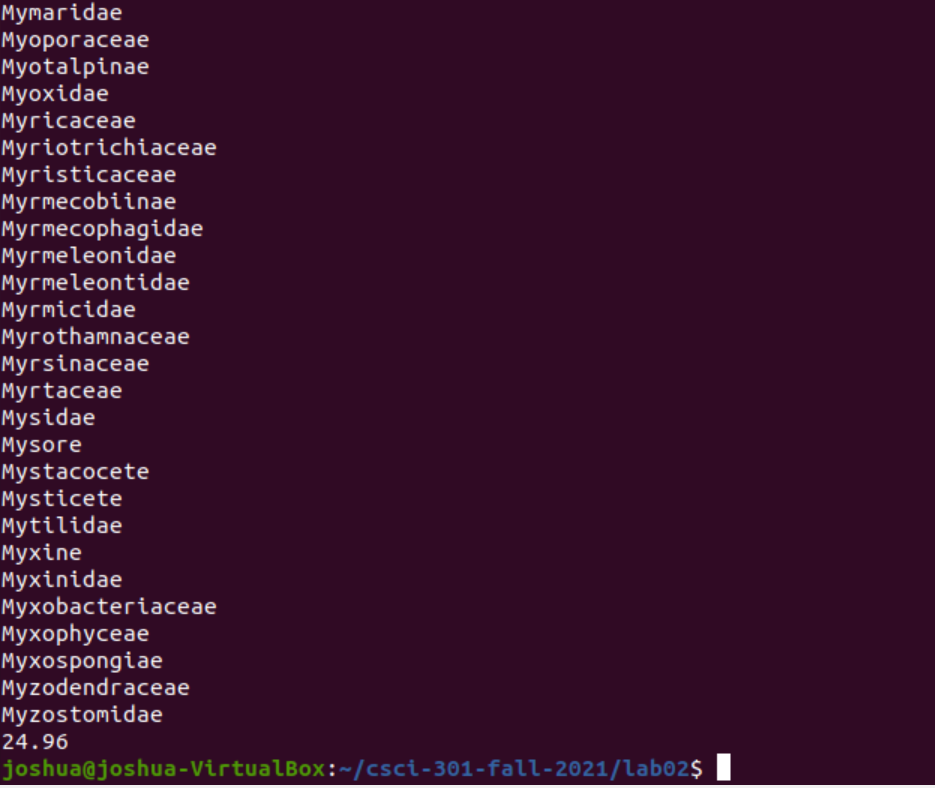 Mymaridae
Myoporaceae
Myotalpinae
Myoxidae
Myricaceae
Myriotrichiaceae
Myristicaceae
Myrmecobiinae
Myrmecophagidae
Myrmeleonidae
Myrmeleontidae
Myrmicidae
Myrothamnaceae
Myrsinaceae
Myrtaceae
Mysidae
Mysore
Mystacocete
Mysticete
Mytilidae
Myxine
Myxinidae
Myxobacteriaceae
Myxophyceae
Myxospongiae
Myzodendraceae
Myzostomidae
24.96
joshua@joshua-VirtualBox:~/csci-301-fall-2021/lab02$